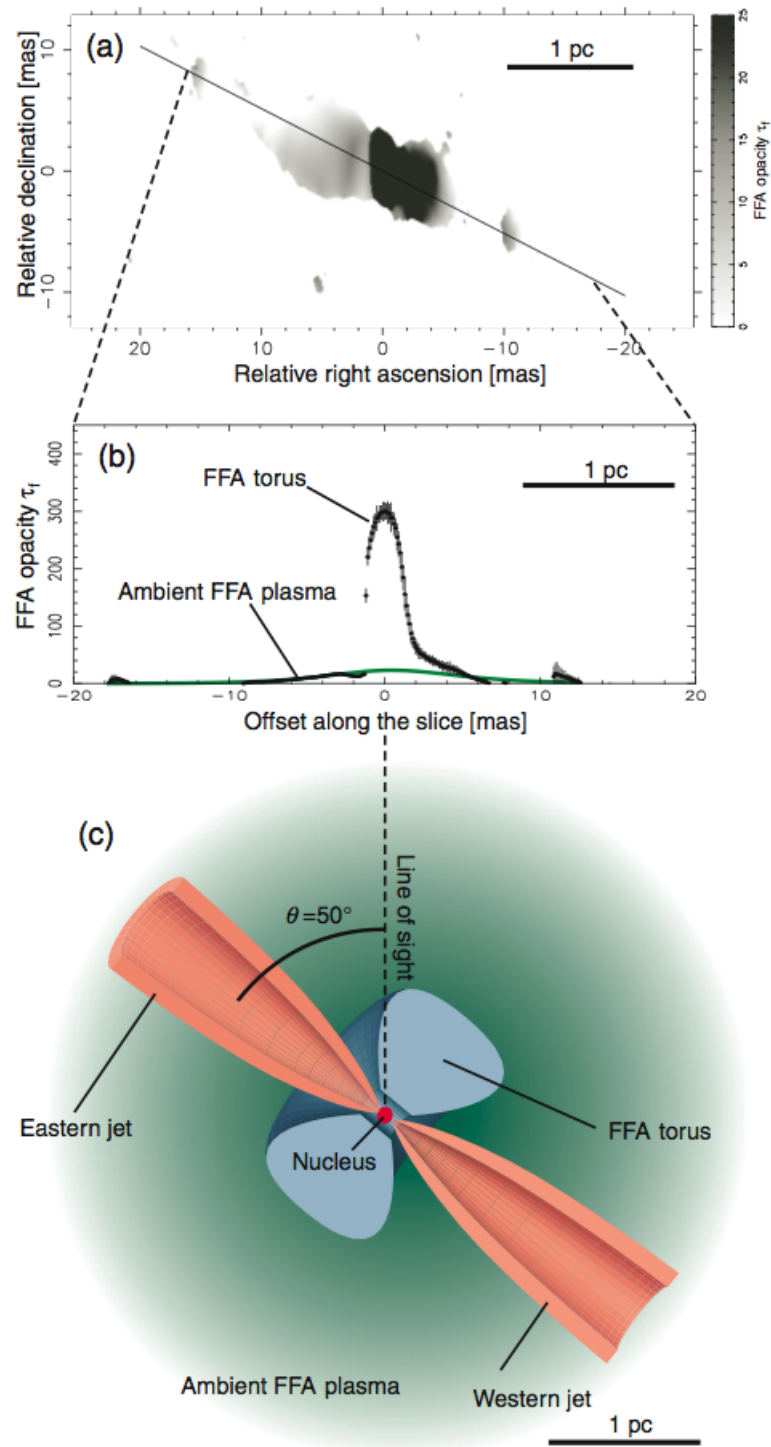 (a)
1 pc
Relative declination [mas]
10
0
−10
20
10
0
−10
−20
Relative right ascension [mas]
25
20
15
10
5
0
FFA opacity τf
(b)
FFA torus
1 pc
Ambient FFA plasma
FFA opacity τf
400
300
200
100
0
−20
−10
0
10
20
Offset along the slice [mas]
(c)
Line of sight
θ=50°
Eastern jet
Nucleus
FFA torus
Ambient FFA plasma
Western jet
1 pc